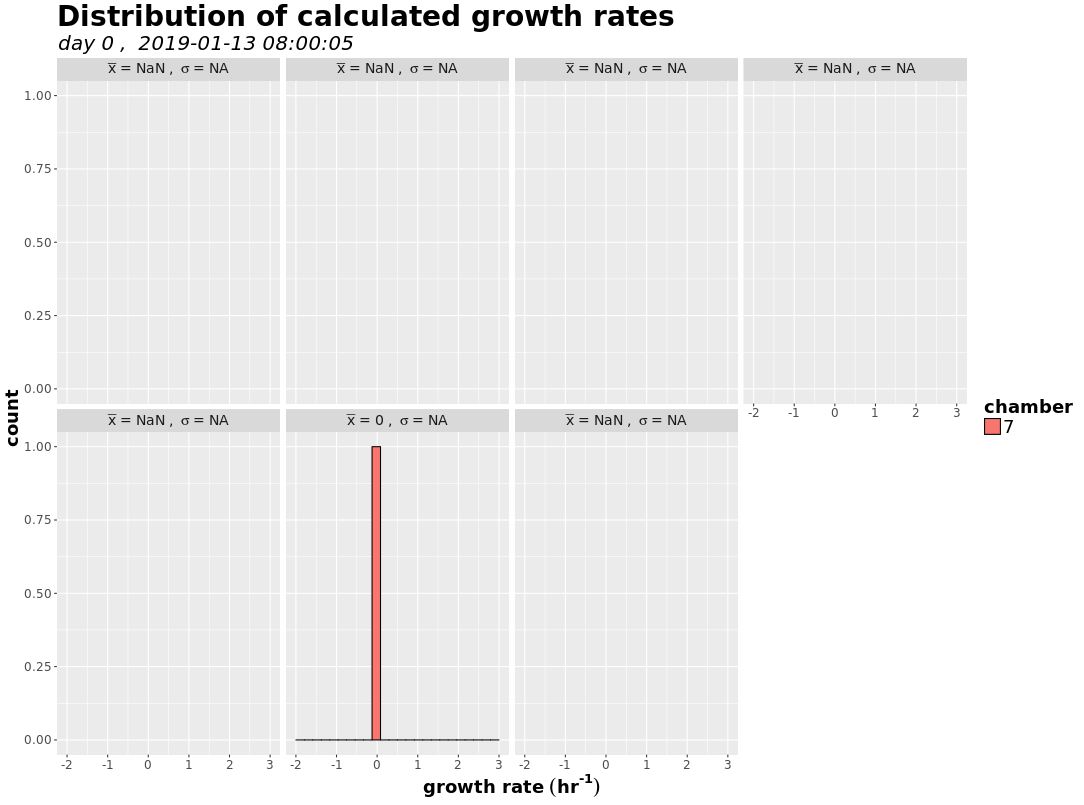 Distribution of calculated growth rates
day 0 ,  2019-01-13 08:00:05
x̅ = NaN ,  σ = NA
x̅ = NaN ,  σ = NA
x̅ = NaN ,  σ = NA
x̅ = NaN ,  σ = NA
1.00
0.75
0.50
0.25
0.00
-2 -1 0 1 2 3
x̅ = NaN ,  σ = NA
x̅ = 0 ,  σ = NA
x̅ = NaN ,  σ = NA
1.00
0.75
0.50
0.25
0.00
-2 -1 0 1 2 3
-2 -1 0 1 2 3
-2 -1 0 1 2 3
count
growth rate (hr⁻¹)
chamber
7